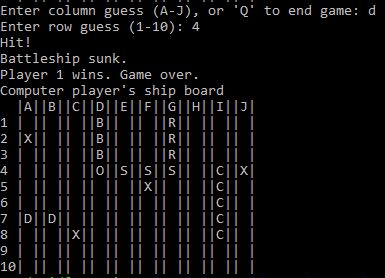 Enter column guess (A-J), or 'Q' to end game: d
Enter row guess (1-10): 4
Hit!
Battleship sunk.
Player 1 wins. Game over.
Computer player's ship board
  |A||B||C||D||E||F||G||H||I||J|
1 | || || ||B|| || ||R|| || || |
2 |X|| || ||B|| || ||R|| || || |
3 | || || ||B|| || ||R|| || || |
4 | || || ||O||S||S||S|| ||C||X|
5 | || || || || ||X|| || ||C|| |
6 | || || || || || || || ||C|| |
7 |D||D|| || || || || || ||C|| |
8 | || ||X|| || || || || ||C|| |
9 | || || || || || || || || || |
10| || || || || || || || || || |